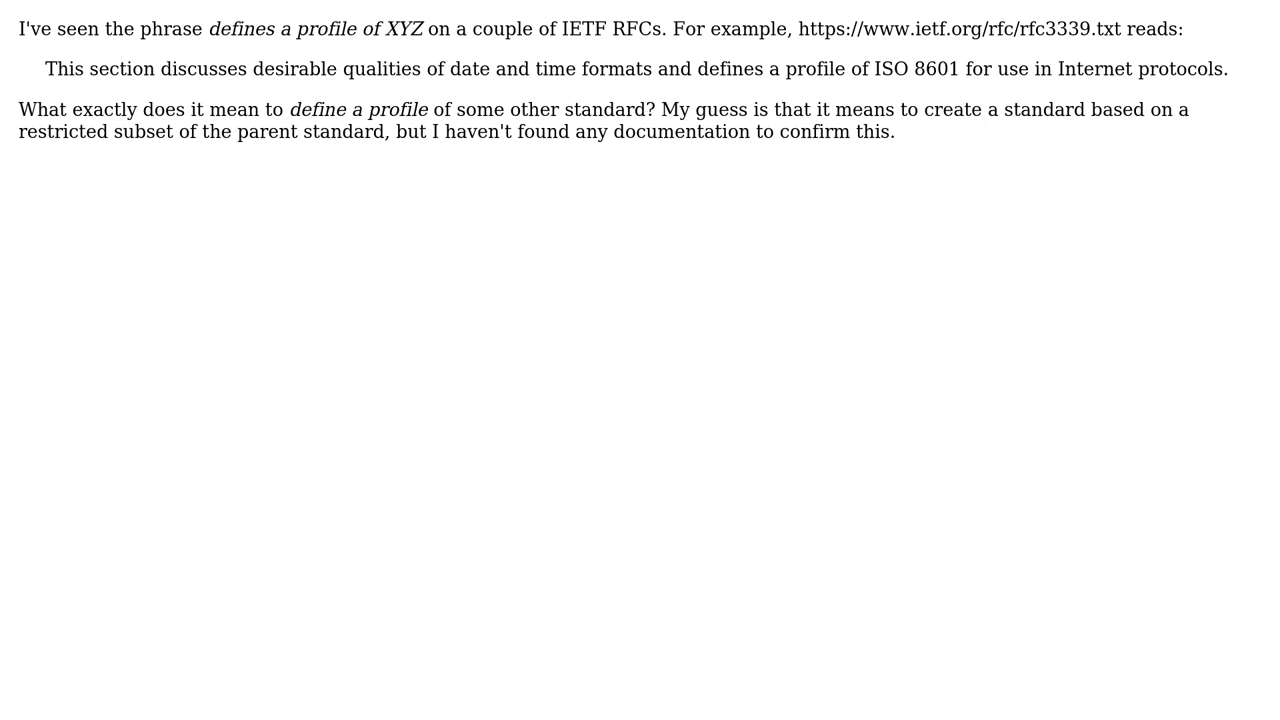 I've seen the phrase defines a profile of XYZ on a couple of IETF RFCs. For example, https://www.ietf.org/rfc/rfc3339.txt reads:
This section discusses desirable qualities of date and time formats and defines a profile of ISO 8601 for use in Internet protocols.
What exactly does it mean to define a profile of some other standard? My guess is that it means to create a standard based on a
restricted subset of the parent standard, but I haven't found any documentation to confirm this.